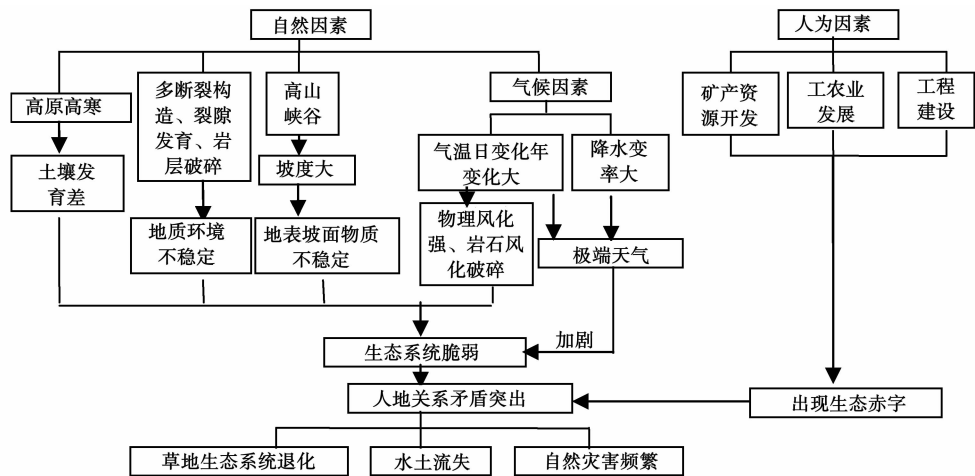 自然因素
人为因素
高原高寒
多断裂构
造、裂隙
发育、岩
层破碎
高山
峡谷
气候因素
矿产资
源开发
工农业
发展
工程
建设
土壤发
育差
坡度大
气温日变化年
变化大
降水变
率大
地质环境
不稳定
地表坡面物质
不稳定
物理风化
强、岩石风
化破碎
极端天气
生态系统脆弱
加剧
人地关系矛盾突出
出现生态赤字
草地生态系统退化
水土流失
自然灾害频繁